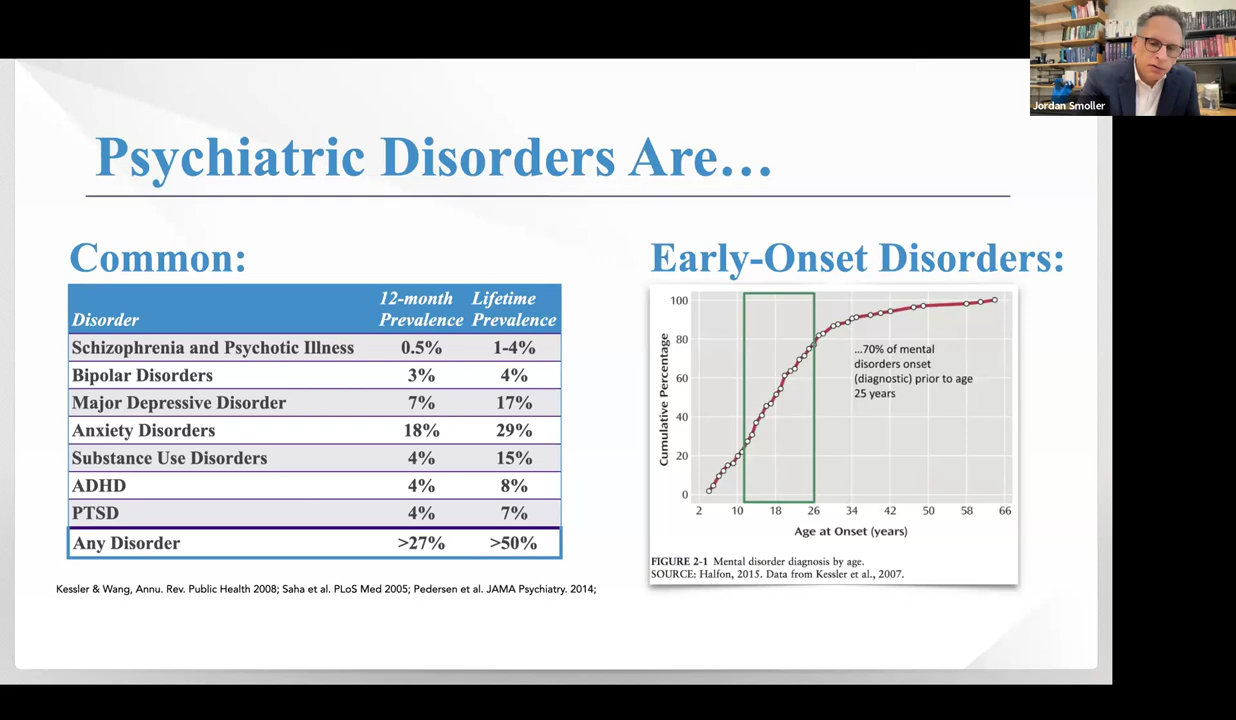 Jordan Smoller
Psychiatric Disorders Are…
Common:
Disorder 12-month Prevalence Lifetime Prevalence
Schizophrenia and Psychotic Illness 0.5% 1-4%
Bipolar Disorders 3% 4%
Major Depressive Disorder 7% 17%
Anxiety Disorders 18% 29%
Substance Use Disorders 4% 15%
ADHD 4% 8%
PTSD 4% 7%
Any Disorder >27% >50%
Kessler & Wang, Annu. Rev. Public Health 2008; Saha et al. PLoS Med 2005; Pedersen et al. JAMA Psychiatry. 2014;
Early-Onset Disorders:
Cumulative Percentage
100
80
60
40
20
0
...70% of mental
disorders onset
(diagnostic) prior to age
25 years
2 10 18 26 34 42 50 58 66
Age at Onset (years)
FIGURE 2-1 Mental disorder diagnosis by age.
SOURCE: Halfon, 2015. Data from Kessler et al., 2007.